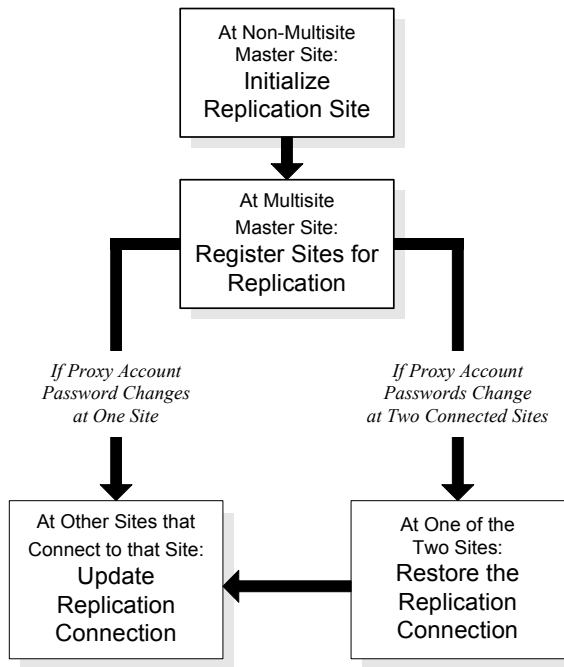 At Non-Multisite
Master Site:
Initialize
Replication Site
At Multisite
Master Site:
Register Sites for
Replication
If Proxy Account
Password Changes
at One Site
If Proxy Account
Passwords Change
at Two Connected Sites
At Other Sites that
Connect to that Site:
Update
Replication
Connection
At One of the
Two Sites:
Restore the
Replication
Connection